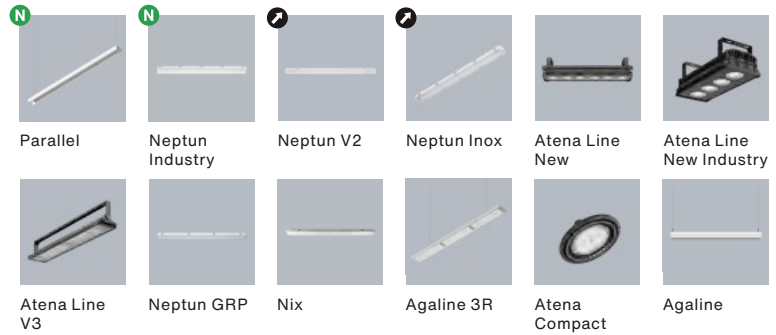 N
N
Parallel
Neptun
Industry
Neptun V2
Neptun Inox
Atena Line
New
Atena Line
New Industry
Atena Line
V3
Neptun GRP
Nix
Agaline 3R
Atena
Compact
Agaline